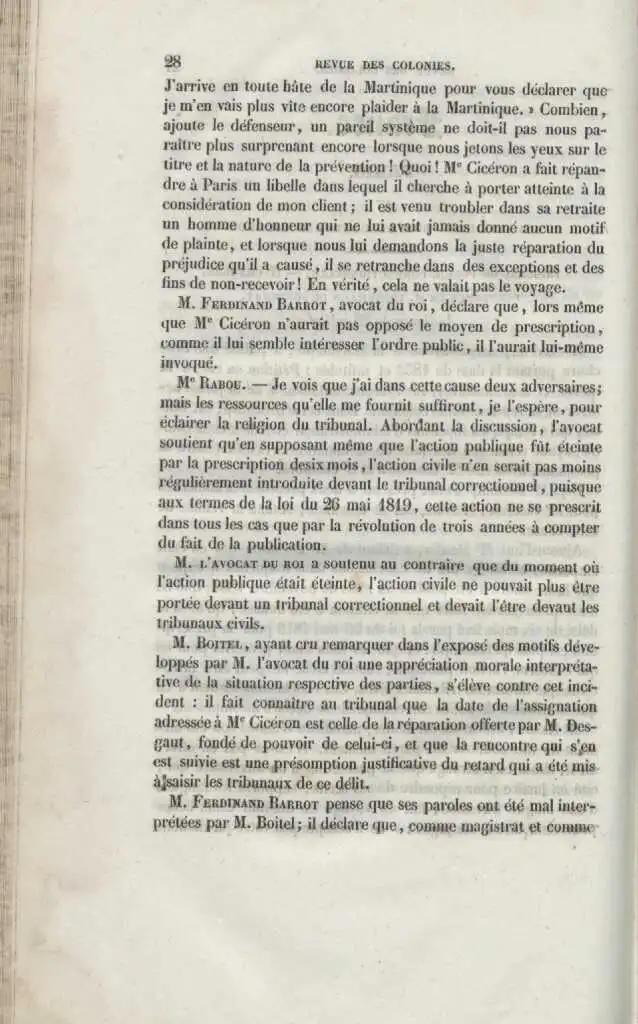 28 REVUE DES COLONIES.
J'arrive en toute hâte de la Martinique pour vous déclarer que
je m'en vais plus vite encore plaider à la Martinique. » Combien,
ajoute le défenseur, un pareil système ne doit-il pas nous pa-
raître plus surprenant encore lorsque nous jetons les yeux sur le
titre et la nature de la prévention ! Quoi ! Me Cicéron a fait répan-
dre à Paris un libelle dans lequel il cherche à porter atteinte à la
considération de mon client ; il est venu troubler dans sa retraite
un homme d'honneur qui ne lui avait jamais donné aucun motif
de plainte, et lorsque nous lui demandons la juste réparation du
préjudice qu'il a causé, il se retranche dans des exceptions et des
fins de non-recevoir ! En vérité, cela ne valait pas le voyage.
M. FERDINAND BARROT, avocat du roi, déclare que, lors même
que Me Cicéron n'aurait pas opposé le moyen de prescription,
comme il lui semble intéresser l'ordre public, il l'aurait lui-même
invoqué.
Me RABOU. — Je vois que j'ai dans cette cause deux adversaires;
mais les ressources qu'elle me fournit suffiront, je l'espère, pour
éclairer la religion du tribunal. Abordant la discussion, l'avocat
soutient qu'en supposant même que l'action publique fût éteinte
par la prescription desix mois, l'action civile n'en serait pas moins
régulièrement introduite devant le tribunal correctionnel, puisque
aux termes de la loi du 26 mai 1819, cette action ne se prescrit
dans tous les cas que par la révolution de trois années à compter
du fait de la publication.
M. L'AVOCAT DU ROI a soutenu au contraire que du moment où
l'action publique était éteinte, l'action civile ne pouvait plus être
portée devant un tribunal correctionnel et devait l'être devant les
tribunaux civils.
M. BOITEL, ayant cru remarquer dans l'exposé des motifs déve-
loppés par M. l'avocat du roi une appréciation morale interpréta-
tive de la situation respective des parties, s'élève contre cet inci-
dent : il fait connaître au tribunal que la date de l'assignation
adressée à Me Cicéron est celle de la réparation offerte par M. Des-
gaut, fondé de pouvoir de celui-ci, et que la rencontre qui s'en
est suivie est une présomption justificative du retard qui a été mis
à saisir les tribunaux de ce délit.
M. FERDINAND BARROT pense que ses paroles ont été mal inter-
prétées par M. Boitel ; il déclare que, comme magistrat et comme